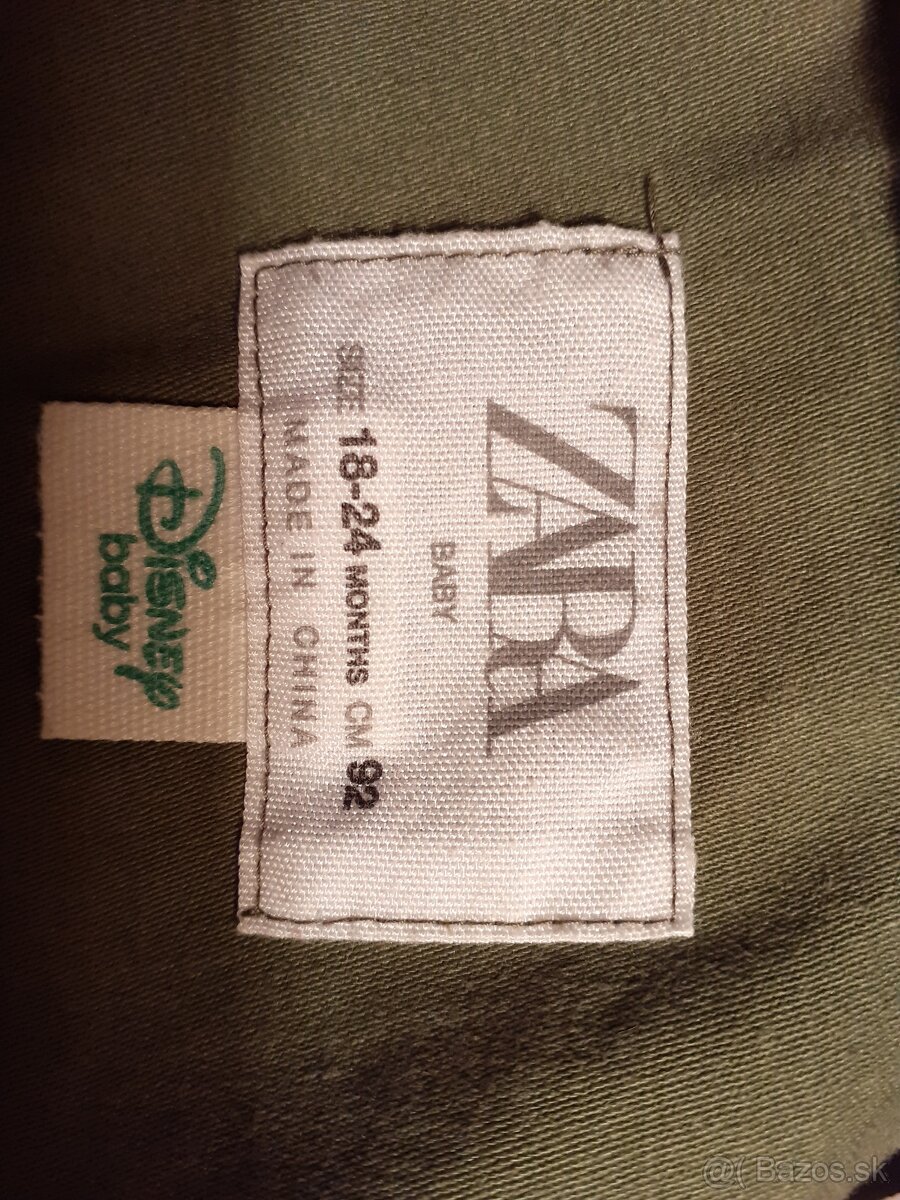 ZARA
BABY
SIZE 18-24 MONTHS CM 92
MADE IN CHINA
Disney
baby
@( Bazos.sk